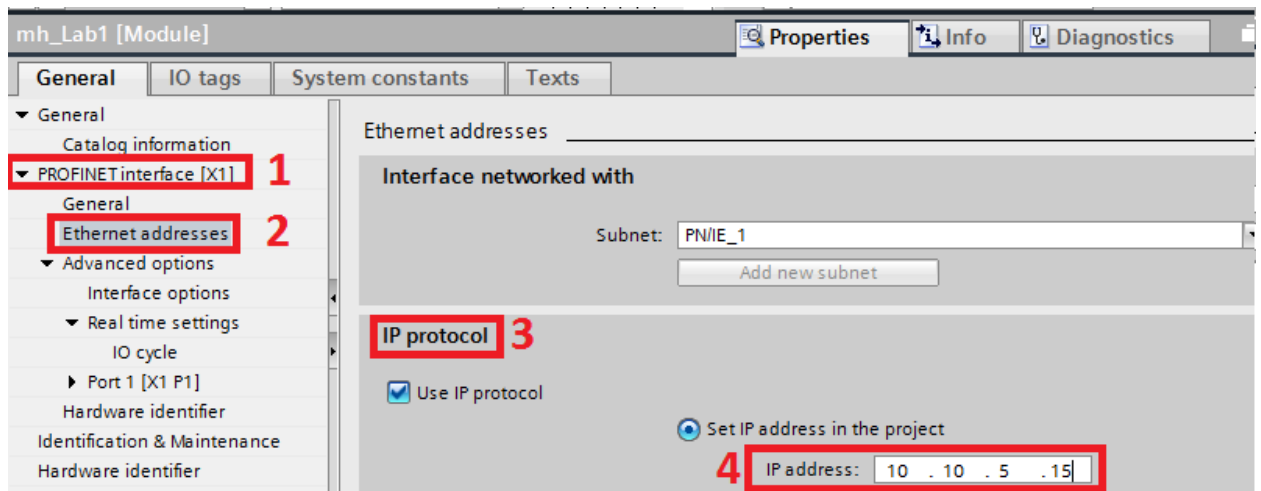 mh_Lab1 [Module]
Properties
Info
Diagnostics
General
IO tags
System constants
Texts
General
Catalog information
PROFINET interface [X1]
1
General
Ethernet addresses
2
Advanced options
Interface options
Real time settings
IO cycle
Port 1 [X1 P1]
Hardware identifier
Identification & Maintenance
Hardware identifier
Ethernet addresses
Interface networked with
Subnet: PN/IE_1
Add new subnet
IP protocol 3
Use IP protocol
Set IP address in the project
4 IP address: 10 . 10 . 5 . 15